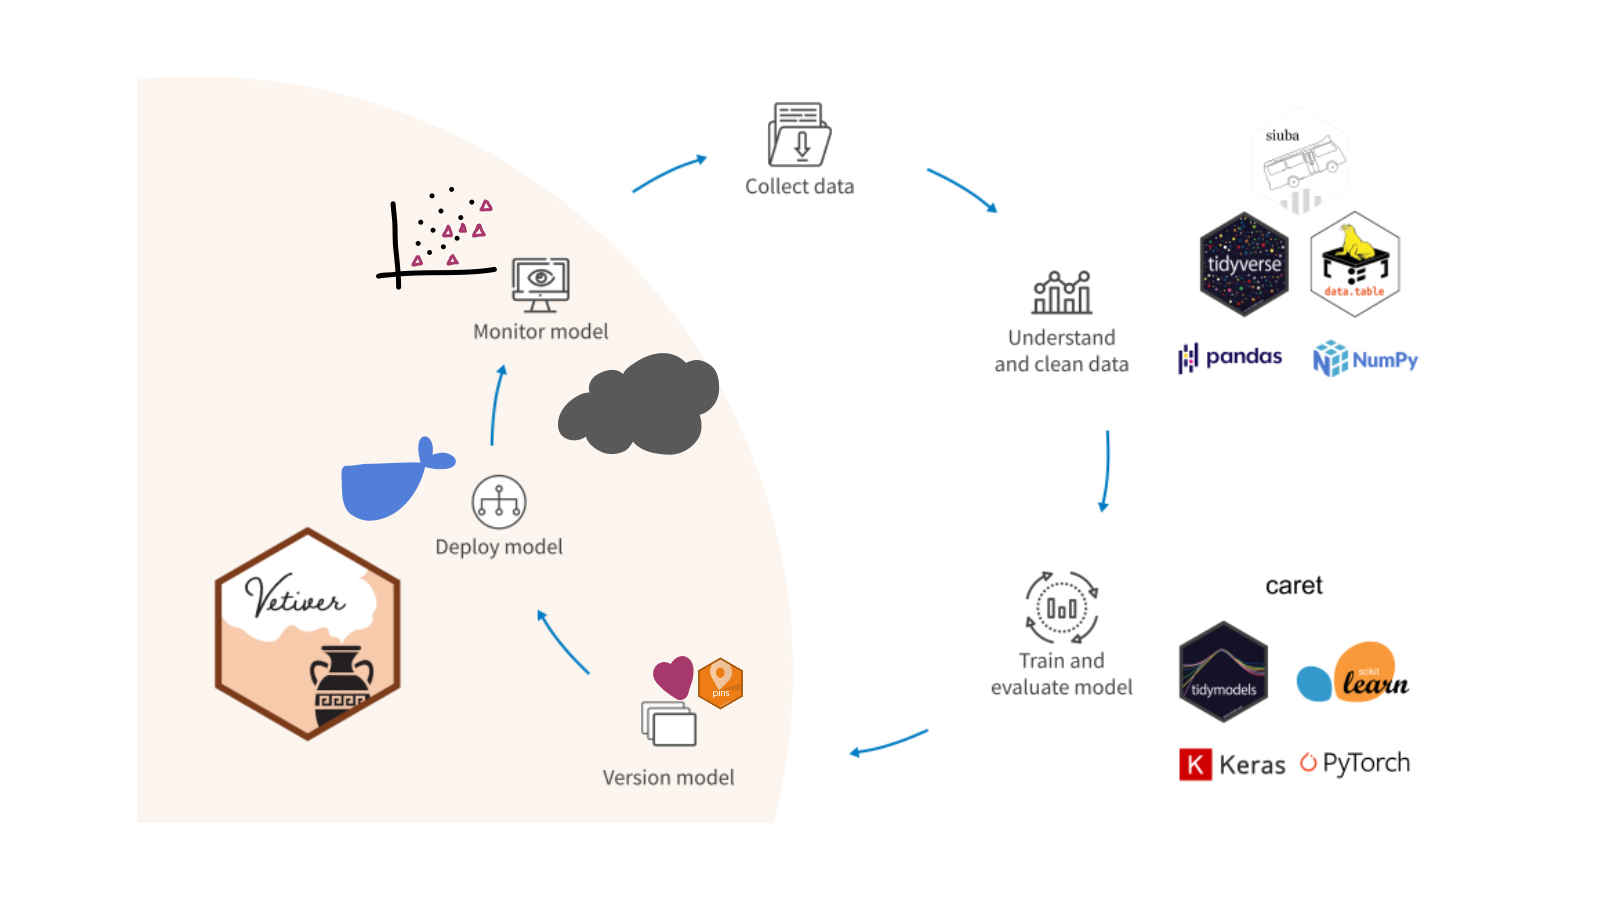 Collect data
siuba
tidyverse
data.table
Understand
and clean data
pandas
NumPy
Monitor model
Deploy model
Vetiver
caret
Train and
evaluate model
tidymodels
scikit
learn
K Keras
PyTorch
pins
Version model